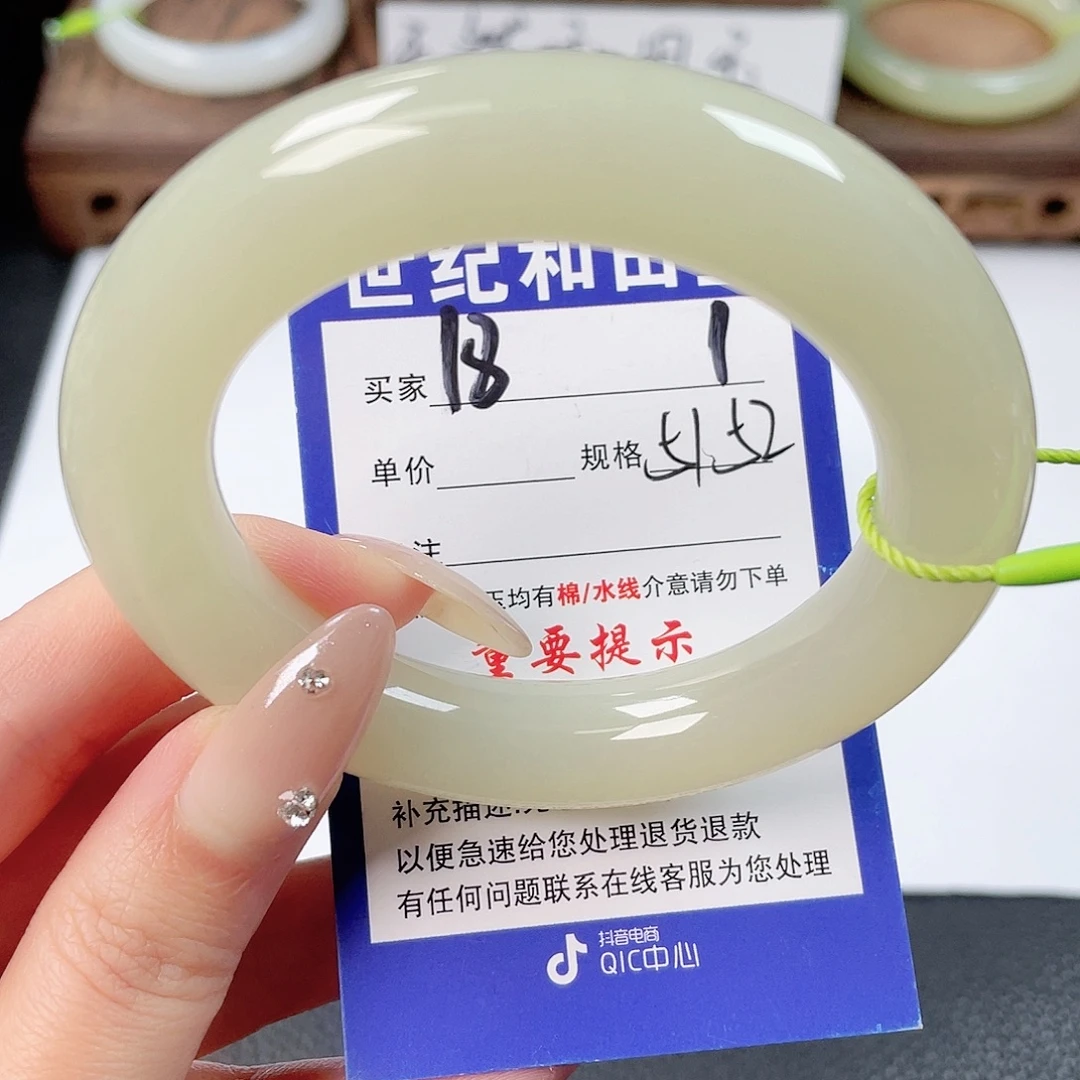 世纪和田
买家 18 1
单价 规格 51.52
注
玉均有棉/水线介意请勿下单
重要提示
补充描述
以便急速给您处理退货退款
有任何问题联系在线客服为您处理
抖音电商
QIC中心